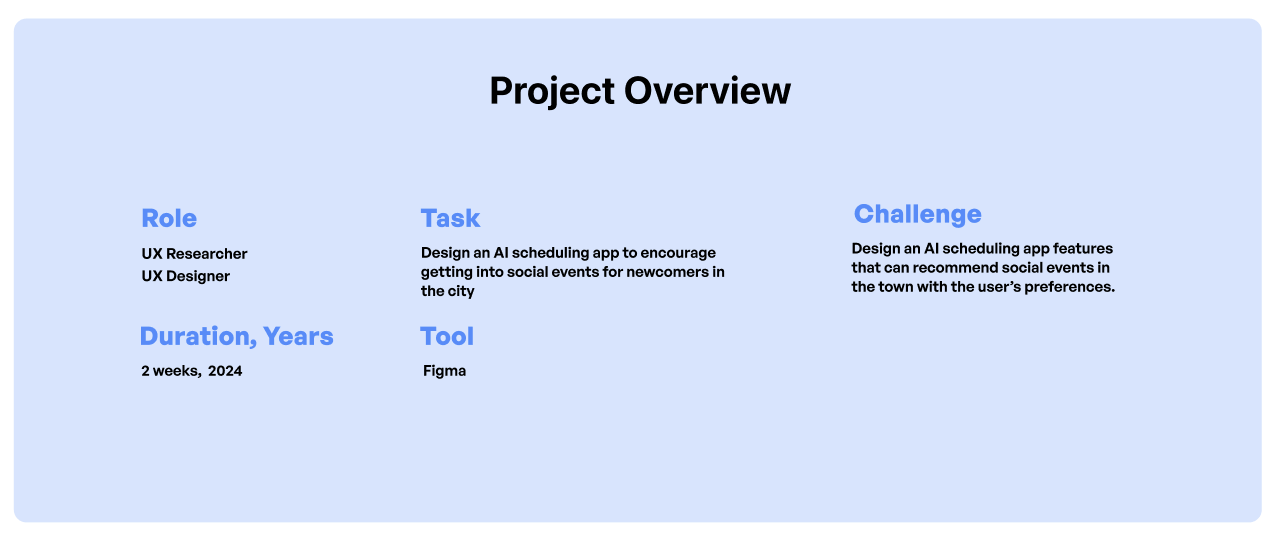 Project Overview
Role
UX Researcher
UX Designer
Task
Design an AI scheduling app to encourage
getting into social events for newcomers in
the city
Challenge
Design an AI scheduling app features
that can recommend social events in
the town with the user’s preferences.
Duration, Years
2 weeks,  2024
Tool
Figma